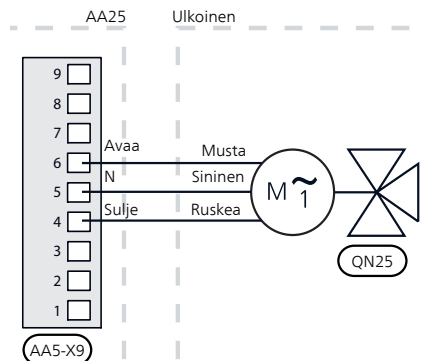 AA25 Ulkoinen
9
8
7
6 Avaa Musta
5 N Sininen
4 Sulje Ruskea
3
2
1
M ~ 1
QN25
AA5-X9